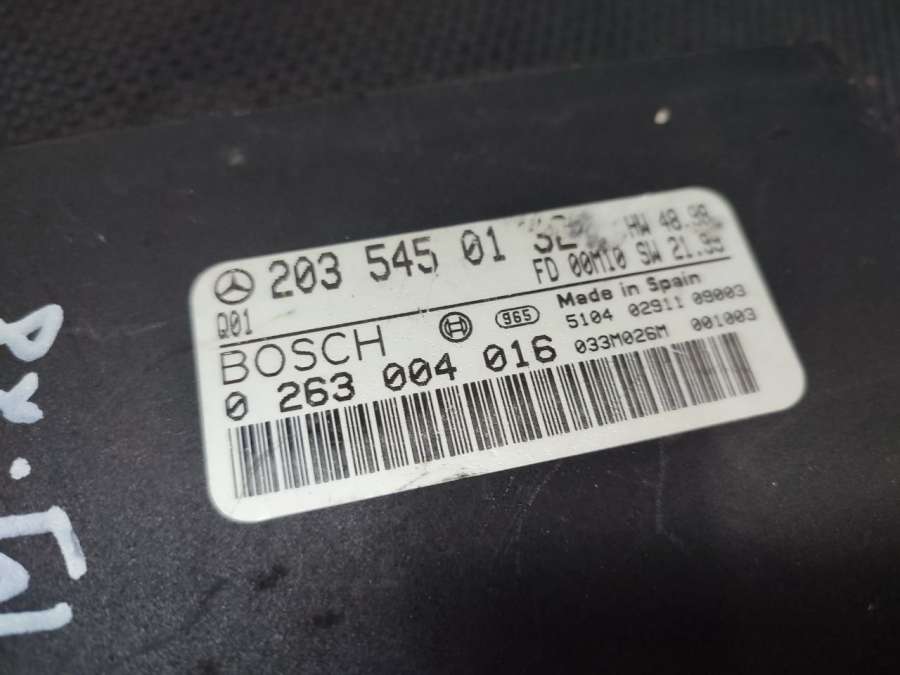 203 545 01 32 HW 48.98
FD 00M10 SW 21.99
Q01
Made in Spain
BOSCH 965 5104 02911 09003
0 263 004 016 033M026M 001003